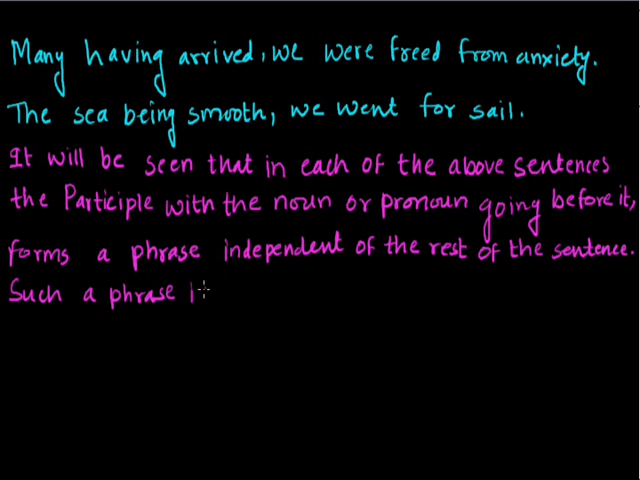 Many having arrived, we were freed from anxiety.
The sea being smooth, we went for sail.
It will be seen that in each of the above sentences
the Participle with the noun or pronoun going before it,
forms a phrase independent of the rest of the sentence.
Such a phrase i